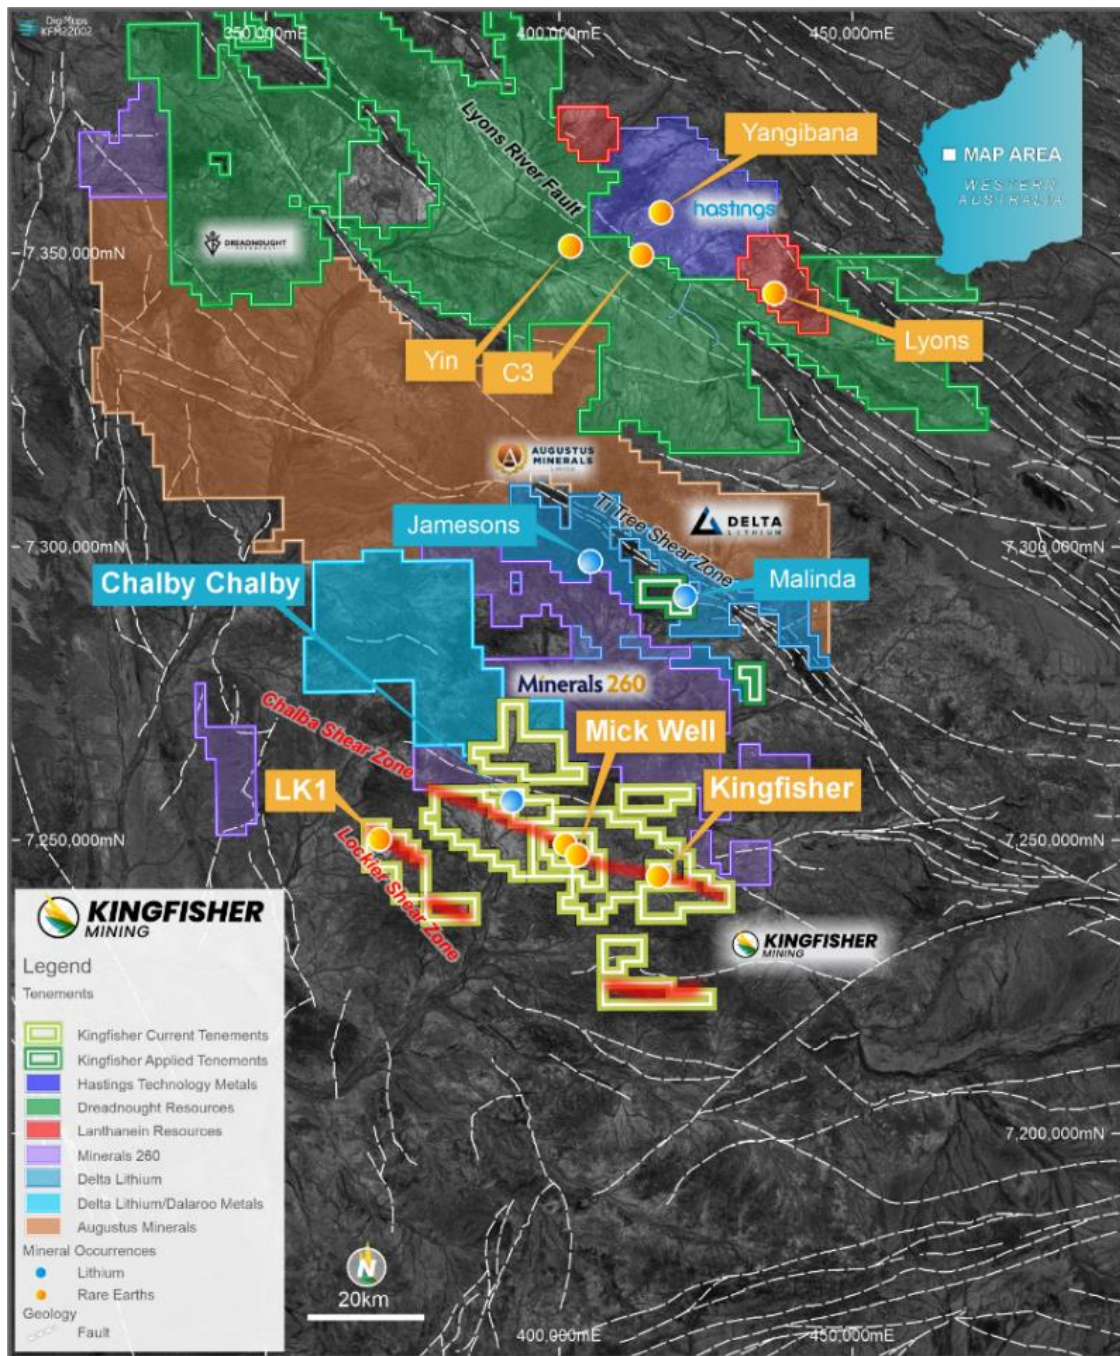 Dig Maps
KFM22002
350,000mE
400,000mE
450,000mE
Lyons River Fault
Yangibana
hastings
MAP AREA
WESTERN
AUSTRALIA
DREADNOUGHT
7,350,000mN
Yin
C3
Lyons
AUGUSTUS
MINERALS
DELTA
LITHIUM
Ti Tree Shear Zone
Jamesons
7,300,000mN
7,300,000mN
Malinda
Chalby Chalby
Minerals 260
Chalba Shear Zone
Mick Well
LK1
Kingfisher
7,250,000mN
7,250,000mN
Lockier Shear Zone
KINGFISHER
MINING
KINGFISHER
MINING
Legend
Tenements
Kingfisher Current Tenements
Kingfisher Applied Tenements
Hastings Technology Metals
Dreadnought Resources
Lanthanein Resources
Minerals 260
Delta Lithium
Delta Lithium/Dalaroo Metals
Augustus Minerals
Mineral Occurrences
Lithium
Rare Earths
Geology
Fault
7,200,000mN
N
20km
400,000mE
450,000mE